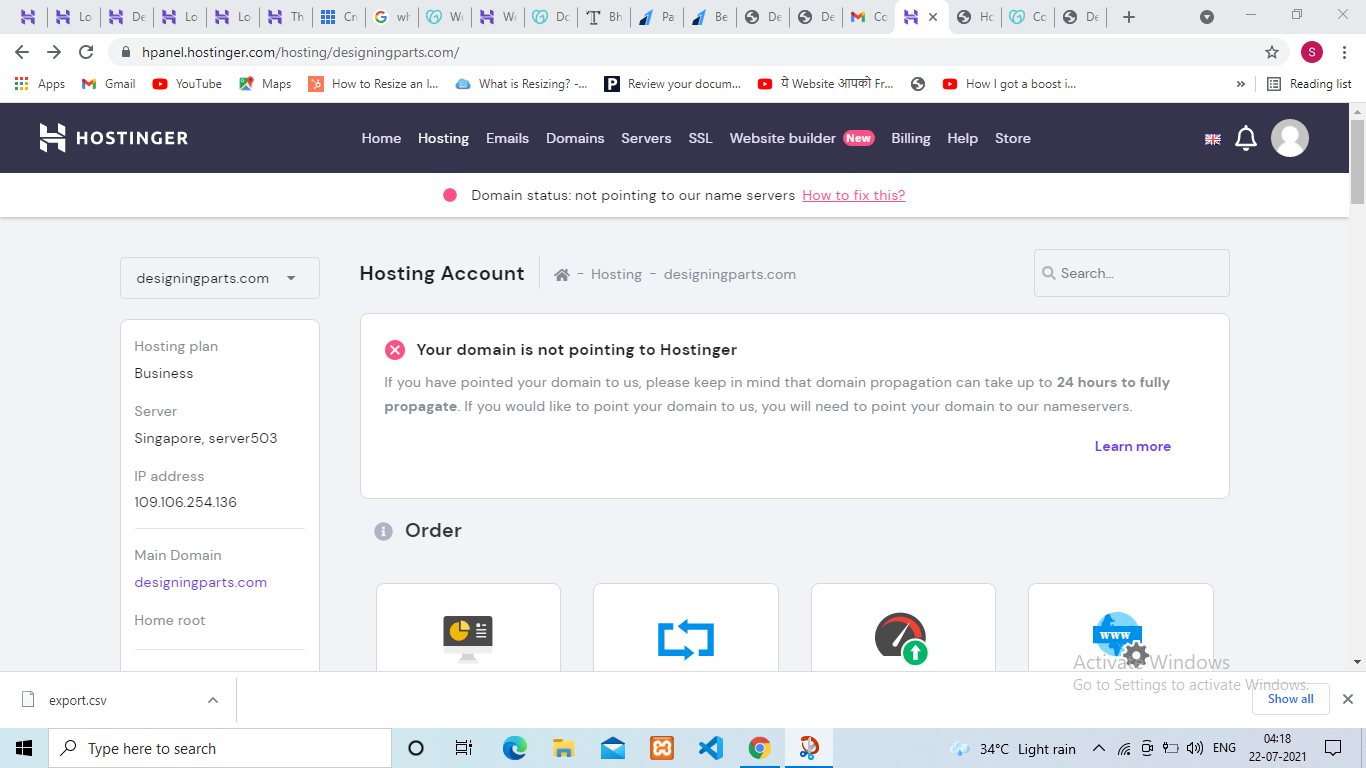 Lo
De
Lo
Lo
Th
Cr
wh
We
We
Do
Bh
Pa
Be
De
De
Co
Ho
Co
De
hpanel.hostinger.com/hosting/designingparts.com/
S
Apps Gmail YouTube Maps How to Resize an I... What is Resizing? -... Review your docum... ये Website आपको Fr... How I got a boost i... » Reading list
HOSTINGER Home Hosting Emails Domains Servers SSL Website builder New Billing Help Store
Domain status: not pointing to our name servers How to fix this?
designingparts.com
Hosting Account - Hosting - designingparts.com
Search...
Hosting plan
Business
Server
Singapore, server503
IP address
109.106.254.136
Main Domain
designingparts.com
Home root
Your domain is not pointing to Hostinger
If you have pointed your domain to us, please keep in mind that domain propagation can take up to 24 hours to fully
propagate. If you would like to point your domain to us, you will need to point your domain to our nameservers.
Learn more
Order
www
Activate Windows
Go to Settings to activate Windows.
export.csv
Show all
Type here to search
34°C Light rain
ENG
04:18
22-07-2021